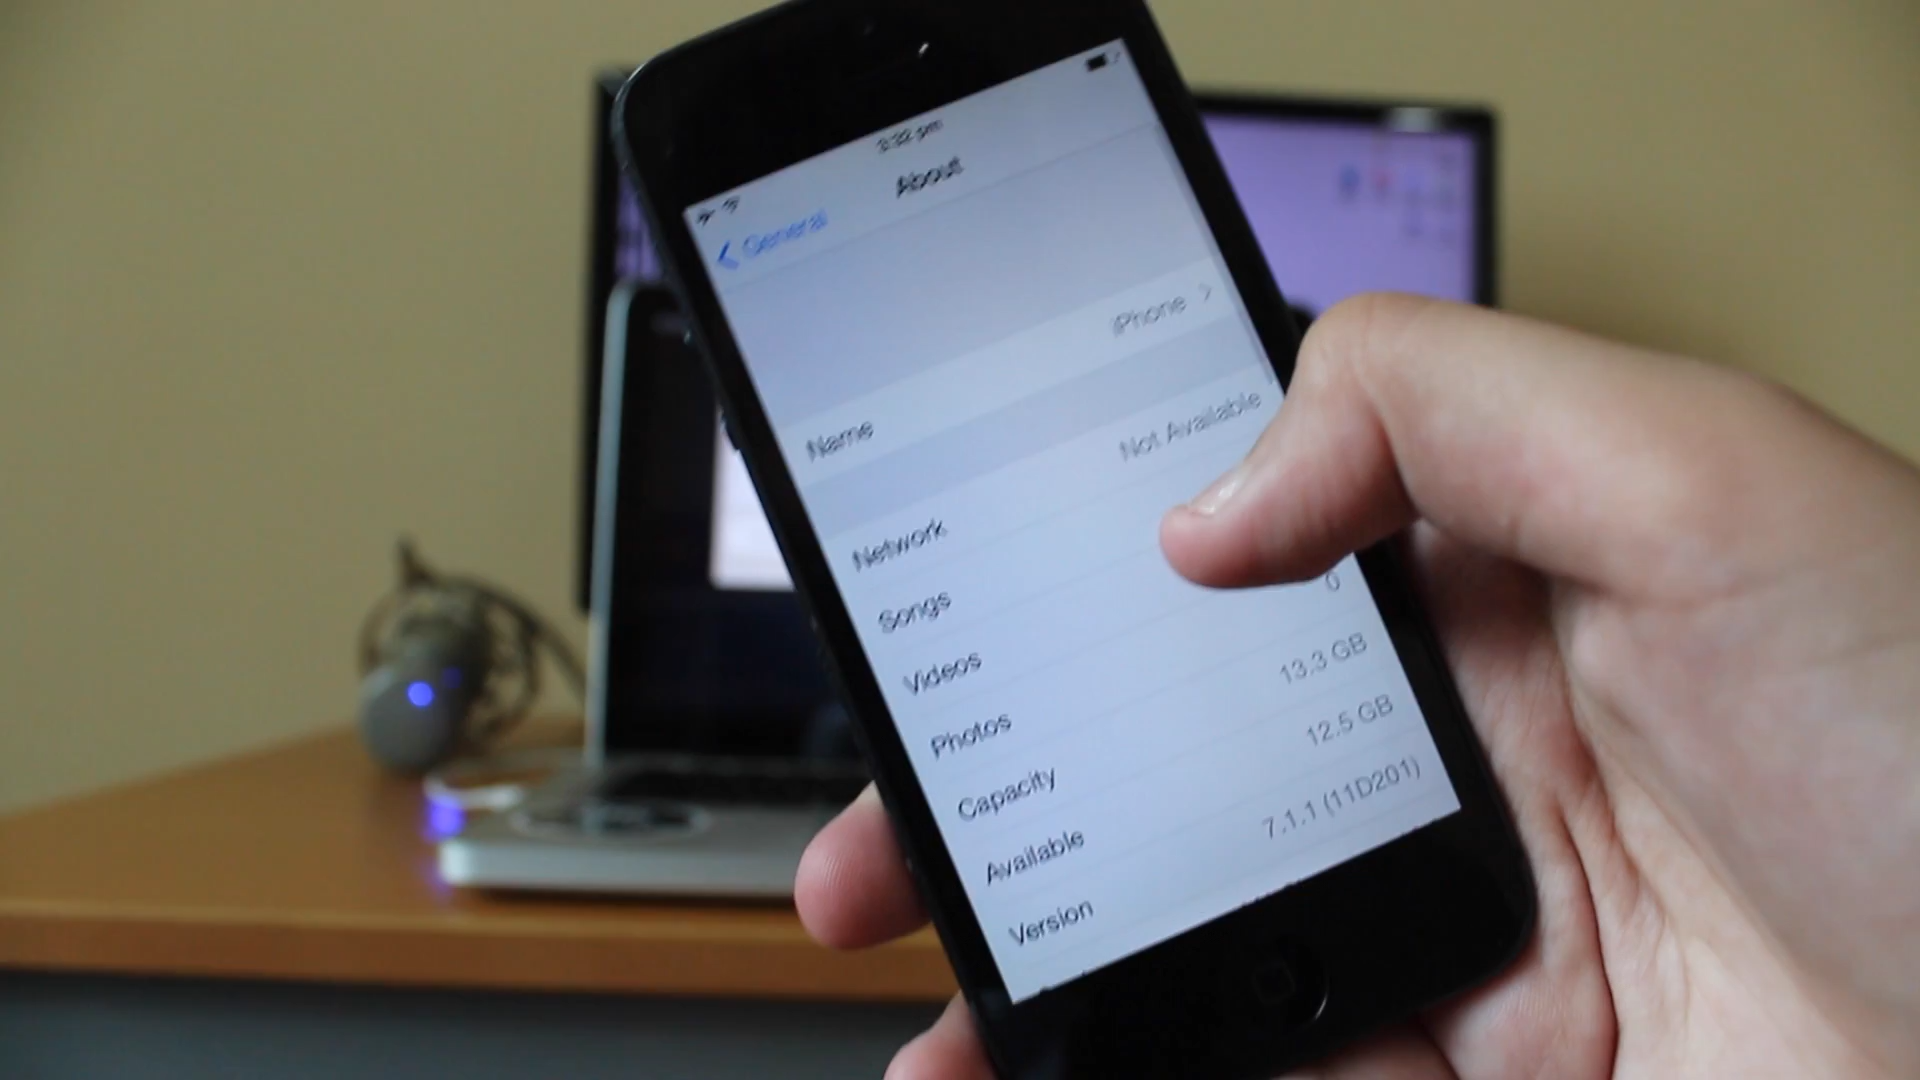 3:32 pm
General
About
Name iPhone
Network Not Available
Songs
Videos 0
Photos
Capacity 13.3 GB
Available 12.5 GB
Version 7.1.1 (11D201)